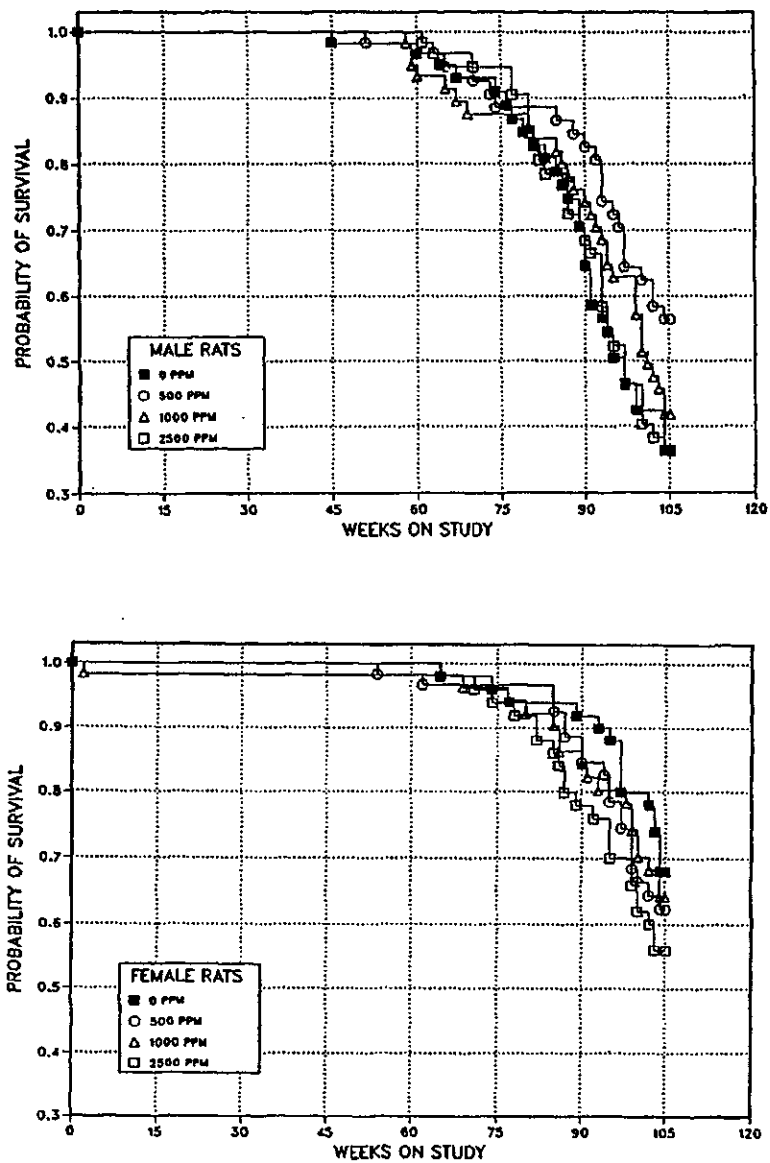 1.0
0.9
0.8
0.7
0.6
0.5
0.4
0.3
PROBABILITY OF SURVIVAL
MALE RATS
0 PPM
500 PPM
1000 PPM
2500 PPM
0 15 30 45 60 75 90 105 120
WEEKS ON STUDY
1.0
0.9
0.8
0.7
0.6
0.5
0.4
0.3
PROBABILITY OF SURVIVAL
FEMALE RATS
0 PPM
500 PPM
1000 PPM
2500 PPM
0 15 30 45 60 75 90 105 120
WEEKS ON STUDY